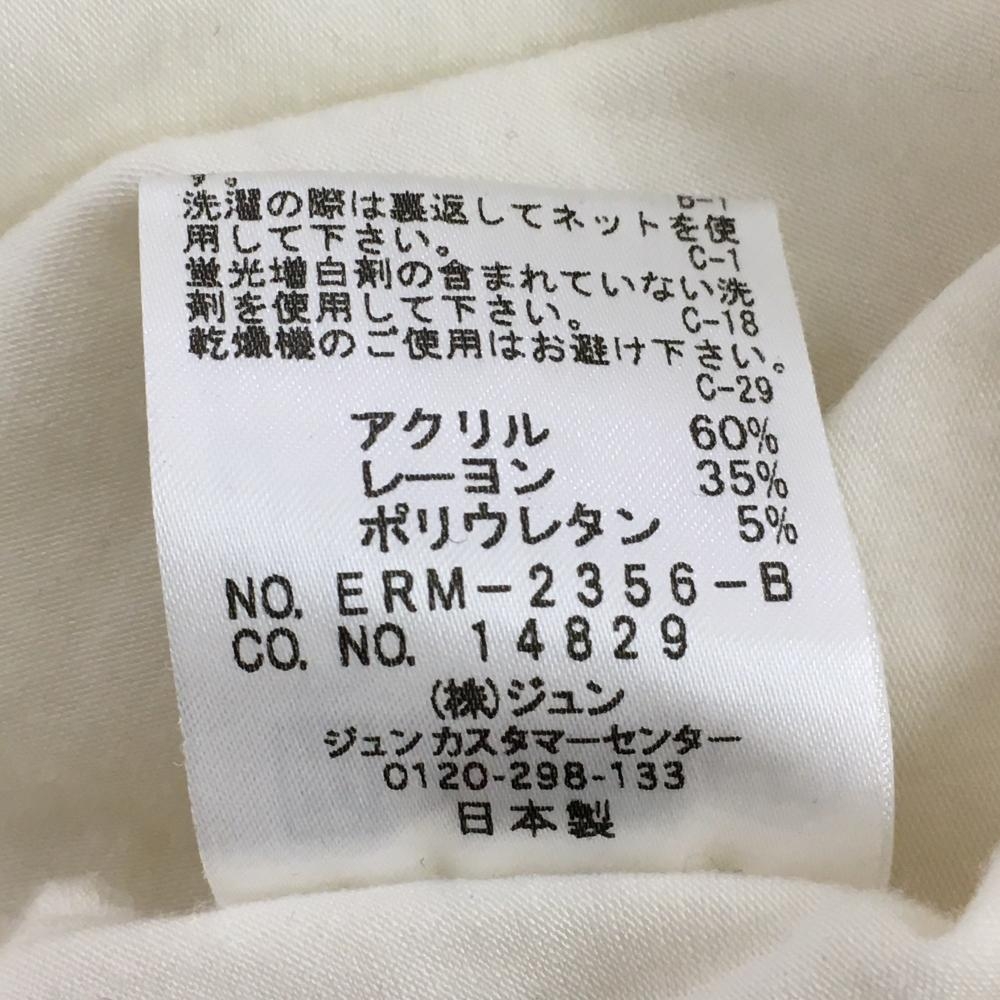 す。
B-1
洗濯の際は裏返してネットを使
用して下さい。
C-1
蛍光増白剤の含まれていない洗
剤を使用して下さい。
C-18
乾燥機のご使用はお避け下さい。
C-29
アクリル 60%
レーヨン 35%
ポリウレタン 5%
NO. ERM-2356-B
CO. NO. 14829
(株)ジュン
ジュンカスタマーセンター
0120-298-133
日本製